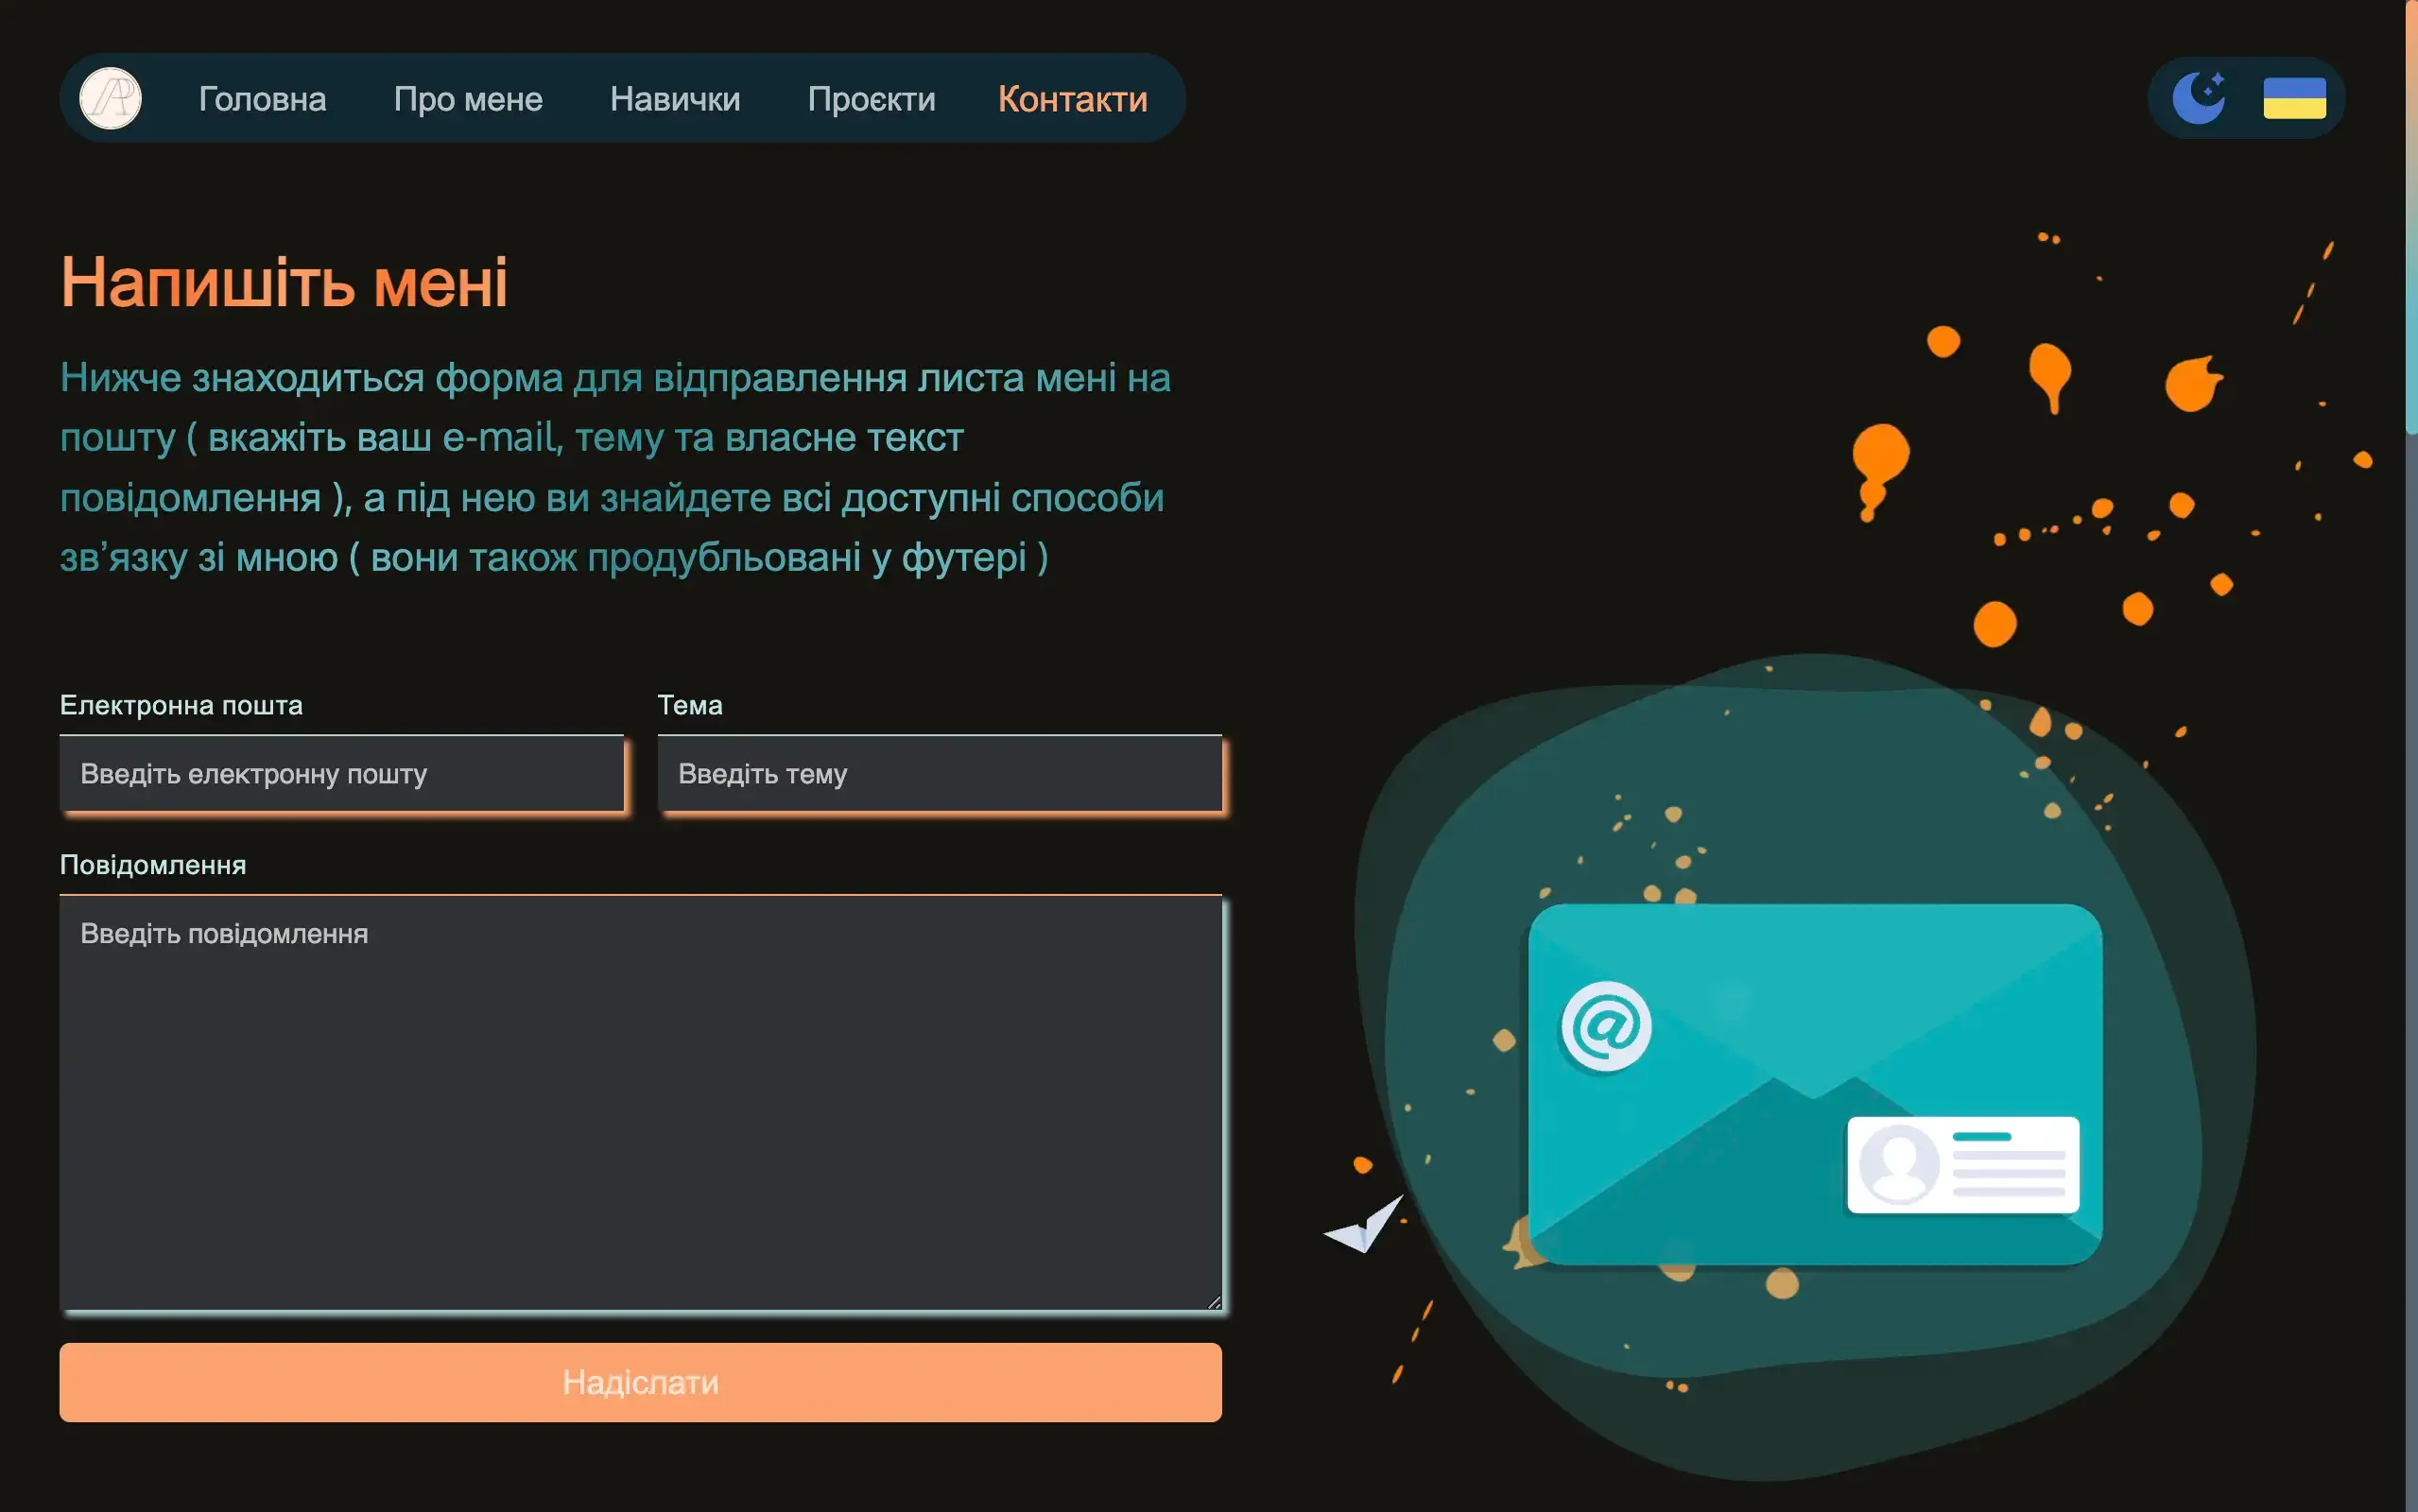 AP
Головна
Про мене
Навички
Проєкти
Контакти
Напишіть мені
Нижче знаходиться форма для відправлення листа мені на
пошту ( вкажіть ваш e-mail, тему та власне текст
повідомлення ), а під нею ви знайдете всі доступні способи
зв’язку зі мною ( вони також продубльовані у футері )
Електронна пошта
Тема
Введіть електронну пошту
Введіть тему
Повідомлення
Введіть повідомлення
Надіслати
@